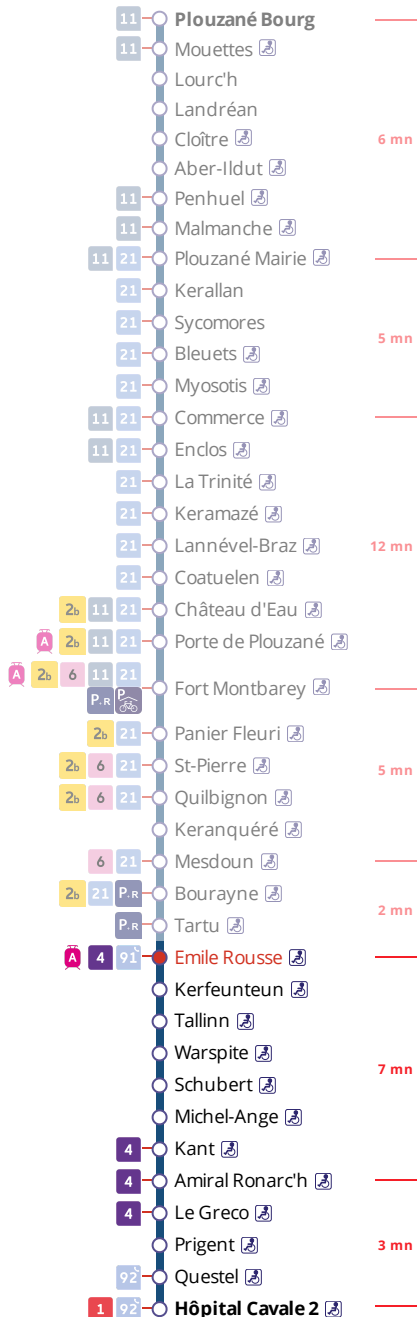 11 Plouzané Bourg
11 Mouettes
Lourc'h
Landréan
Cloître
6 mn
Aber-Ildut
11 Penhuel
11 Malmanche
11 21 Plouzané Mairie
21 Kerallan
21 Sycomores
5 mn
21 Bleuets
21 Myosotis
11 21 Commerce
11 21 Enclos
21 La Trinité
21 Keramazé
21 Lannével-Braz
12 mn
21 Coatuelen
2b 11 21 Château d'Eau
A 2b 11 21 Porte de Plouzané
A 2b 6 11 21
P+R P Fort Montbarey
2b 21 Panier Fleuri
2b 6 21 St-Pierre
5 mn
2b 6 21 Quilbignon
Keranquéré
6 21 Mesdoun
2b 21 P+R Bourayne
2 mn
P+R Tartu
A 4 91 Emile Rousse
Kerfeunteun
Tallinn
Warspite
7 mn
Schubert
Michel-Ange
4 Kant
4 Amiral Ronarc'h
4 Le Greco
Prigent
3 mn
92 Questel
1 92 Hôpital Cavale 2